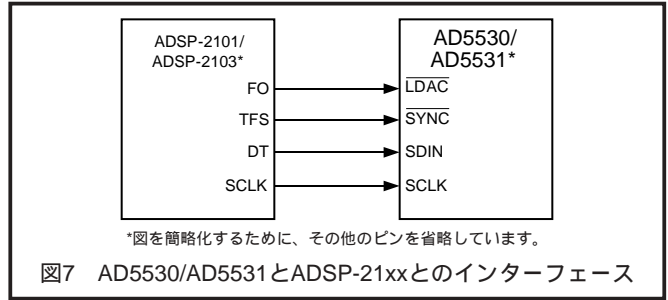 ADSP-2101/
ADSP-2103*
AD5530/
AD5531*
FO
LDAC
TFS
SYNC
DT
SDIN
SCLK
SCLK
*図を簡略化するために、その他のピンを省略しています。
図7 AD5530/AD5531とADSP-21xxとのインターフェース